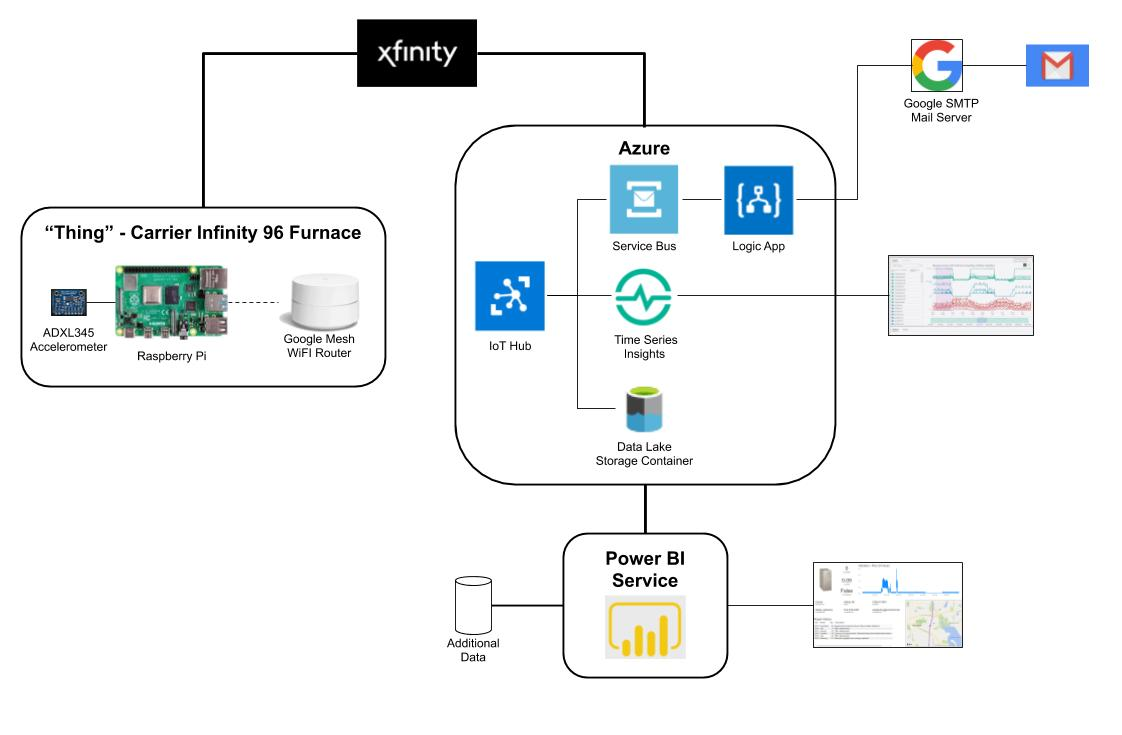 xfinity
Google SMTP
Mail Server
Azure
Service Bus
Logic App
“Thing” - Carrier Infinity 96 Furnace
ADXL345
Accelerometer
Raspberry Pi
Google Mesh
WiFI Router
IoT Hub
Time Series
Insights
Data Lake
Storage Container
Power BI
Service
Additional
Data